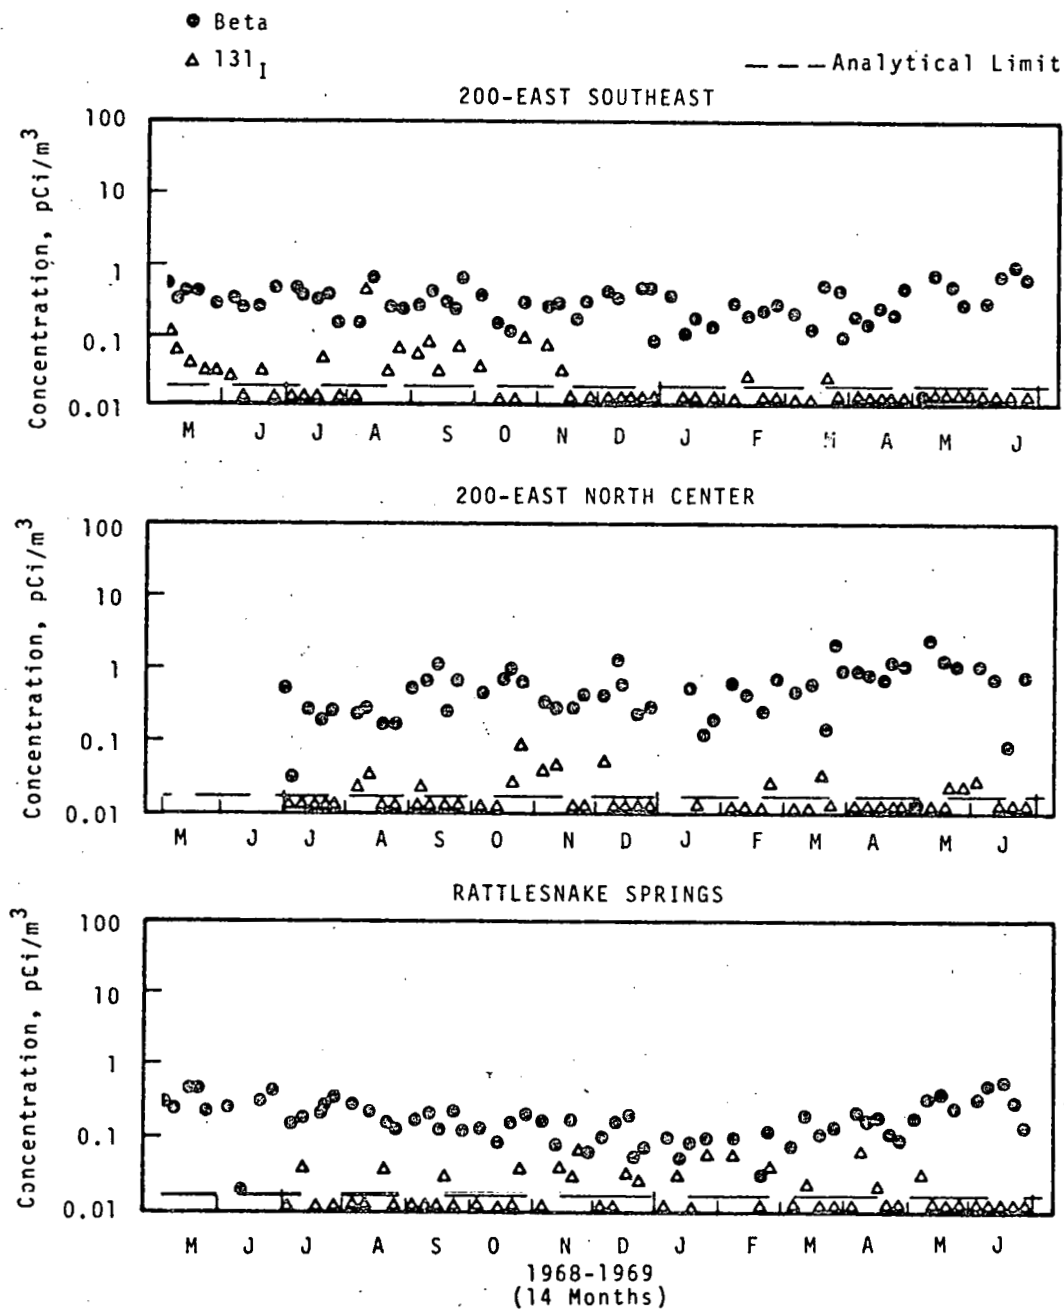 Beta
131I
Analytical Limit
200-EAST SOUTHEAST
Concentration, pCi/m3
100
10
1
0.1
0.01
M J J A S O N D J F M A M J
200-EAST NORTH CENTER
Concentration, pCi/m3
100
10
1
0.1
0.01
M J J A S O N D J F M A M J
RATTLESNAKE SPRINGS
Concentration, pCi/m3
100
10
1
0.1
0.01
M J J A S O N D J F M A M J
1968-1969
(14 Months)